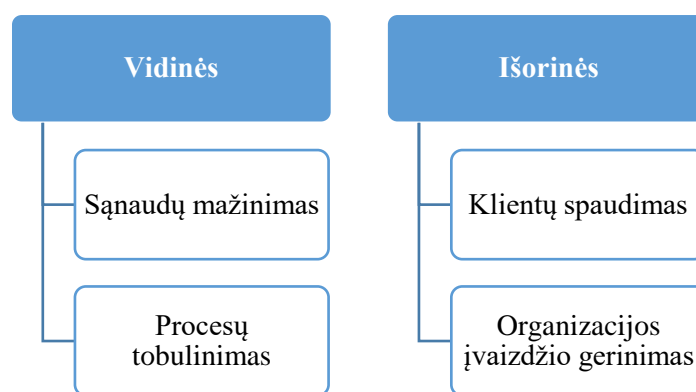 Vidinės
Sąnaudų mažinimas
Procesų
tobulinimas
Išorinės
Klientų spaudimas
Organizacijos
įvaizdžio gerinimas